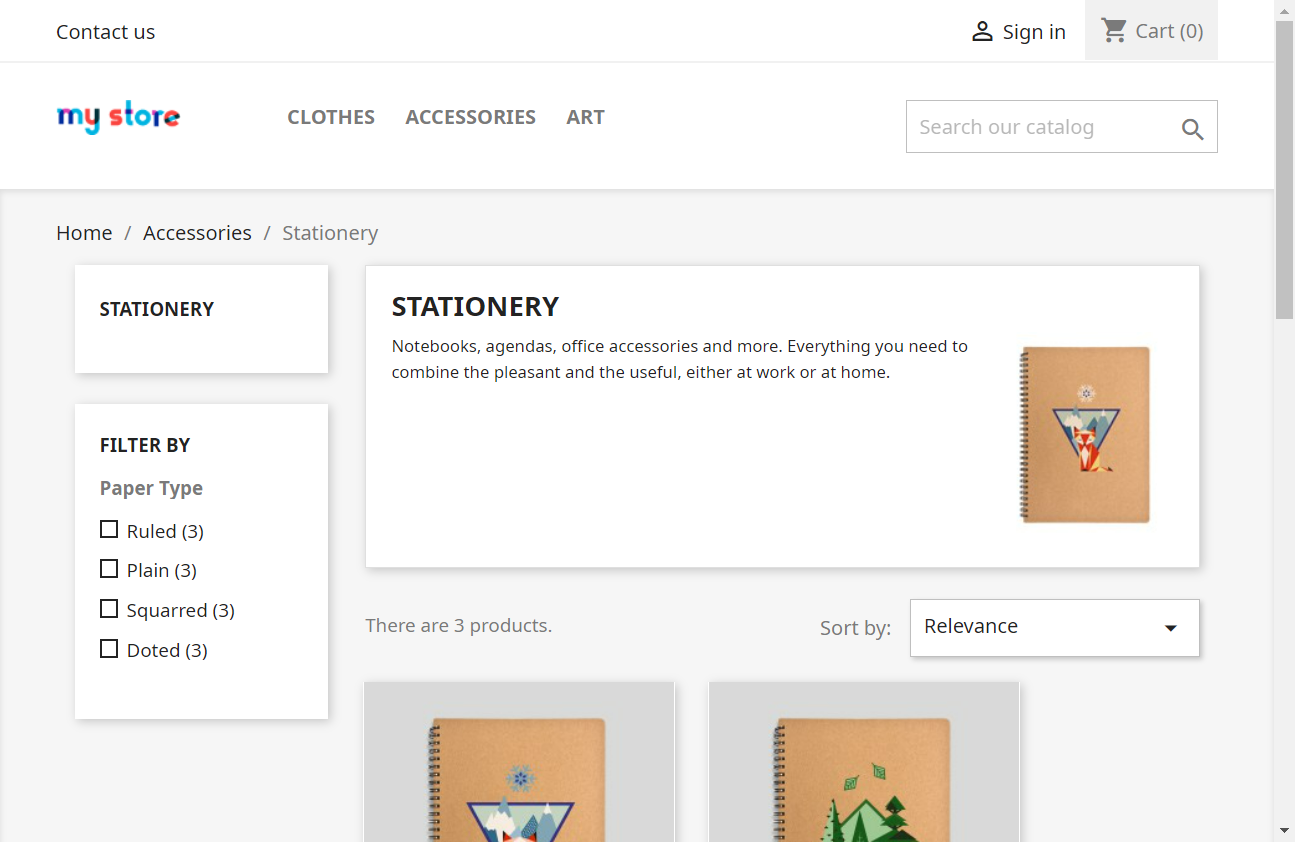 Contact us
Sign in
Cart (0)
my store
CLOTHES
ACCESSORIES
ART
Search our catalog
Home / Accessories / Stationery
STATIONERY
FILTER BY
Paper Type
Ruled (3)
Plain (3)
Squarred (3)
Doted (3)
STATIONERY
Notebooks, agendas, office accessories and more. Everything you need to
combine the pleasant and the useful, either at work or at home.
There are 3 products.
Sort by:
Relevance